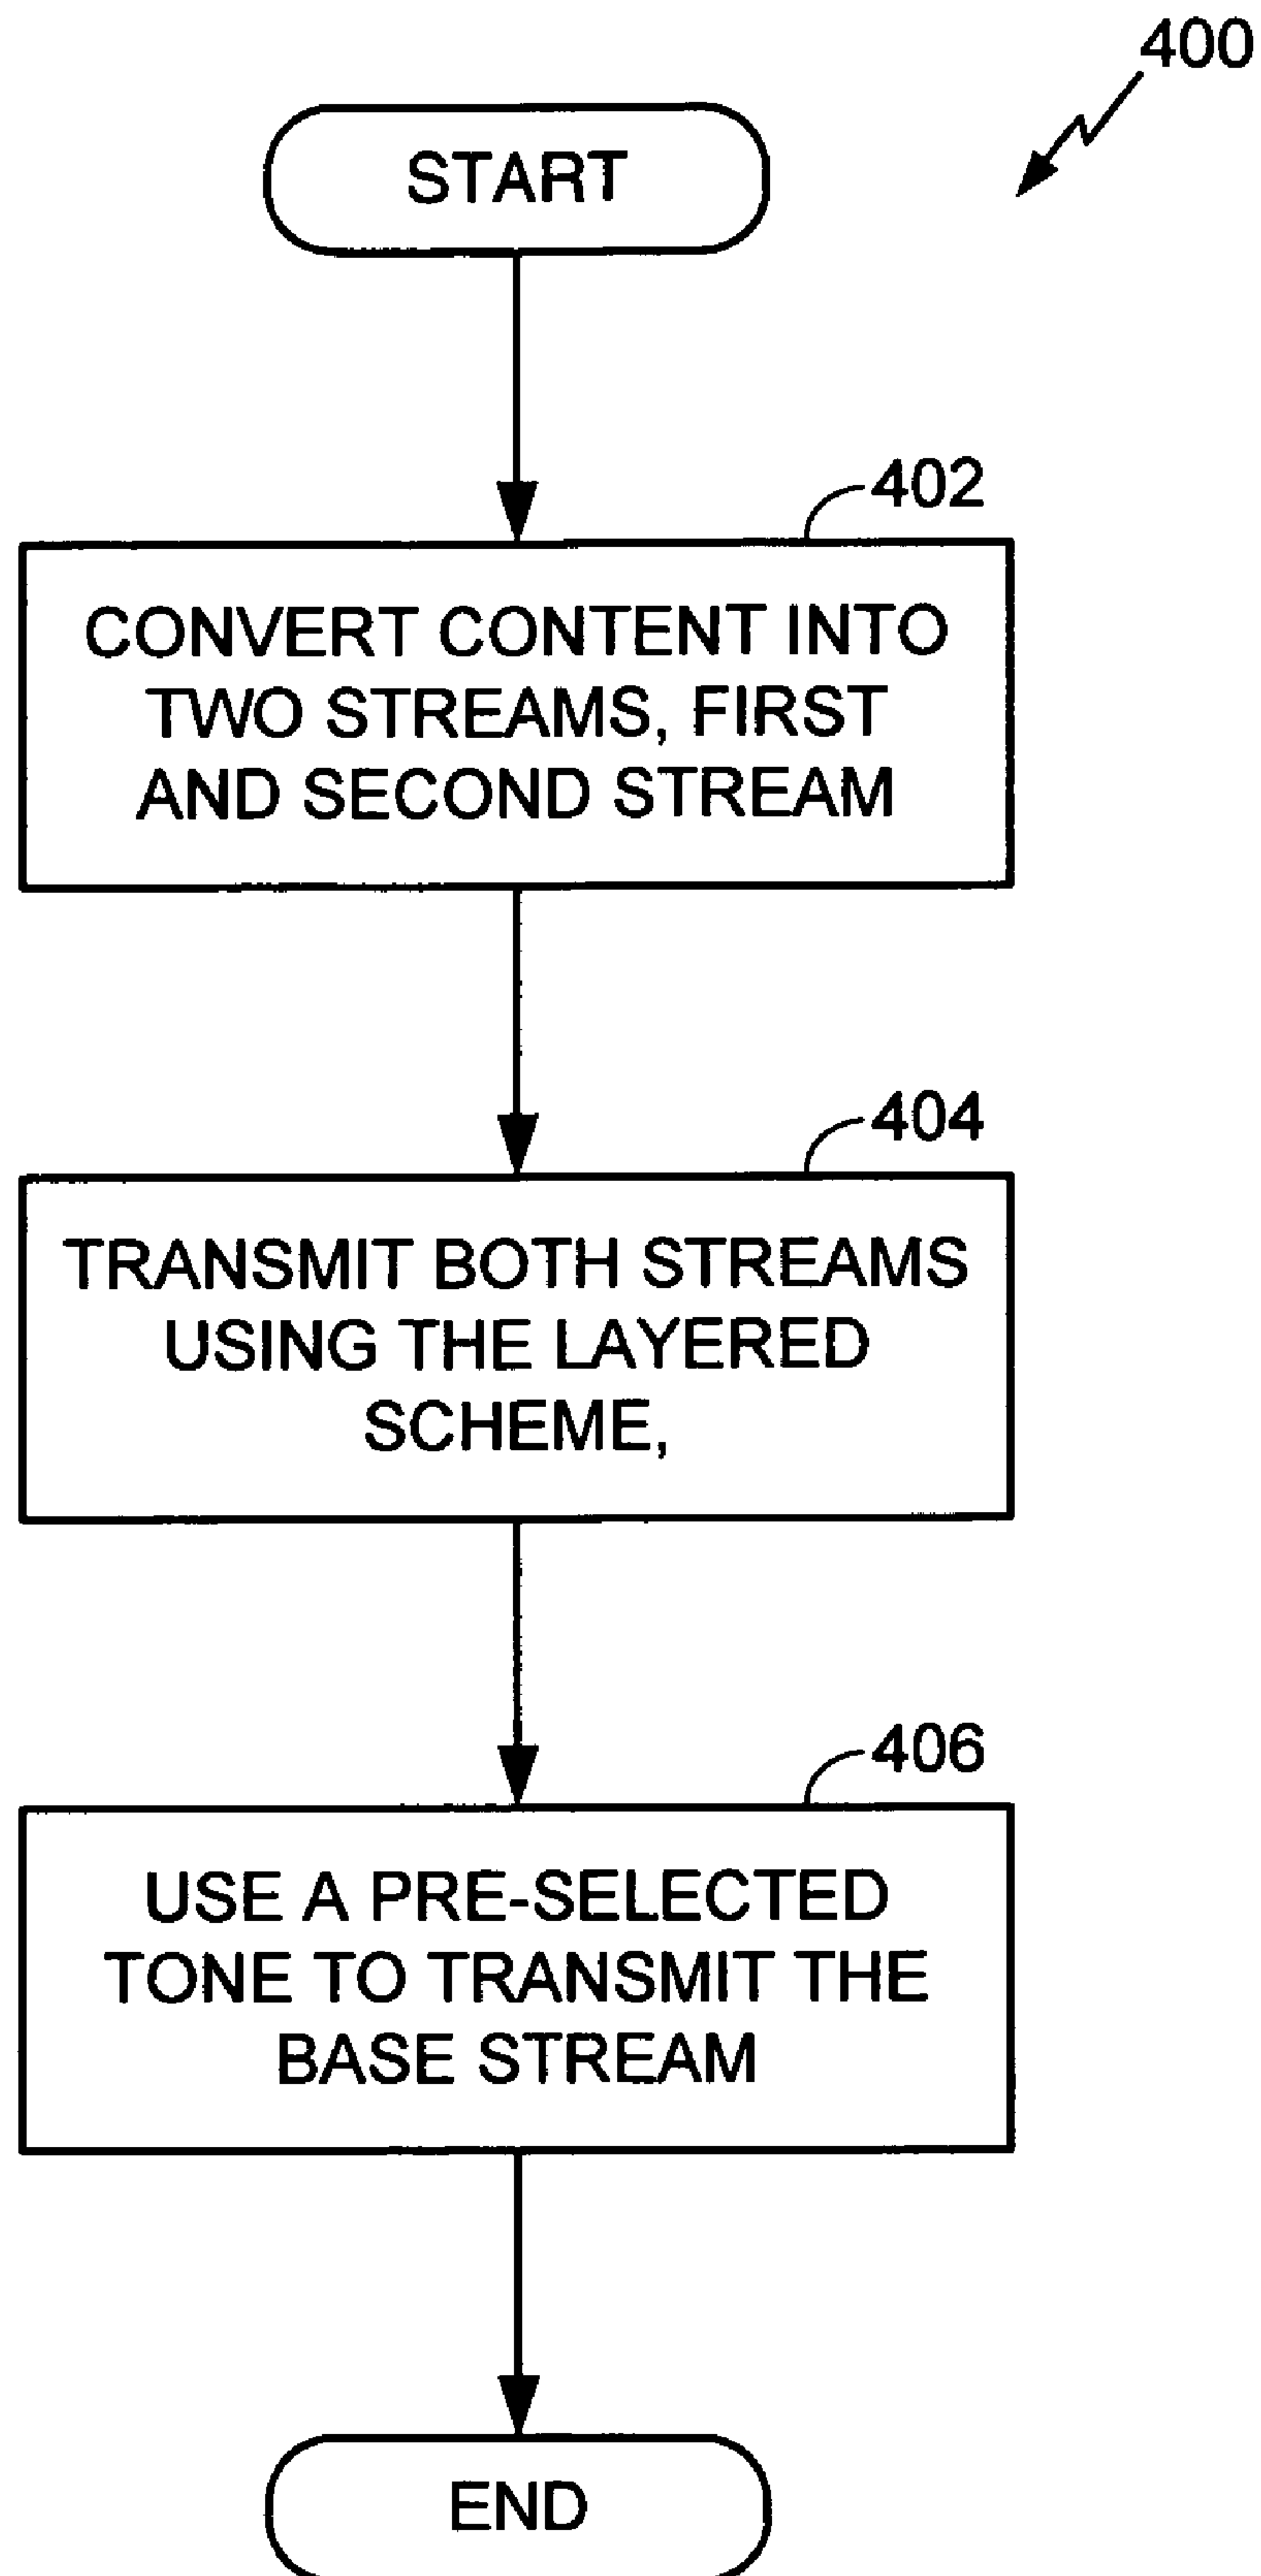 400
START
402
CONVERT CONTENT INTO
TWO STREAMS, FIRST
AND SECOND STREAM
404
TRANSMIT BOTH STREAMS
USING THE LAYERED
SCHEME,
406
USE A PRE-SELECTED
TONE TO TRANSMIT THE
BASE STREAM
END